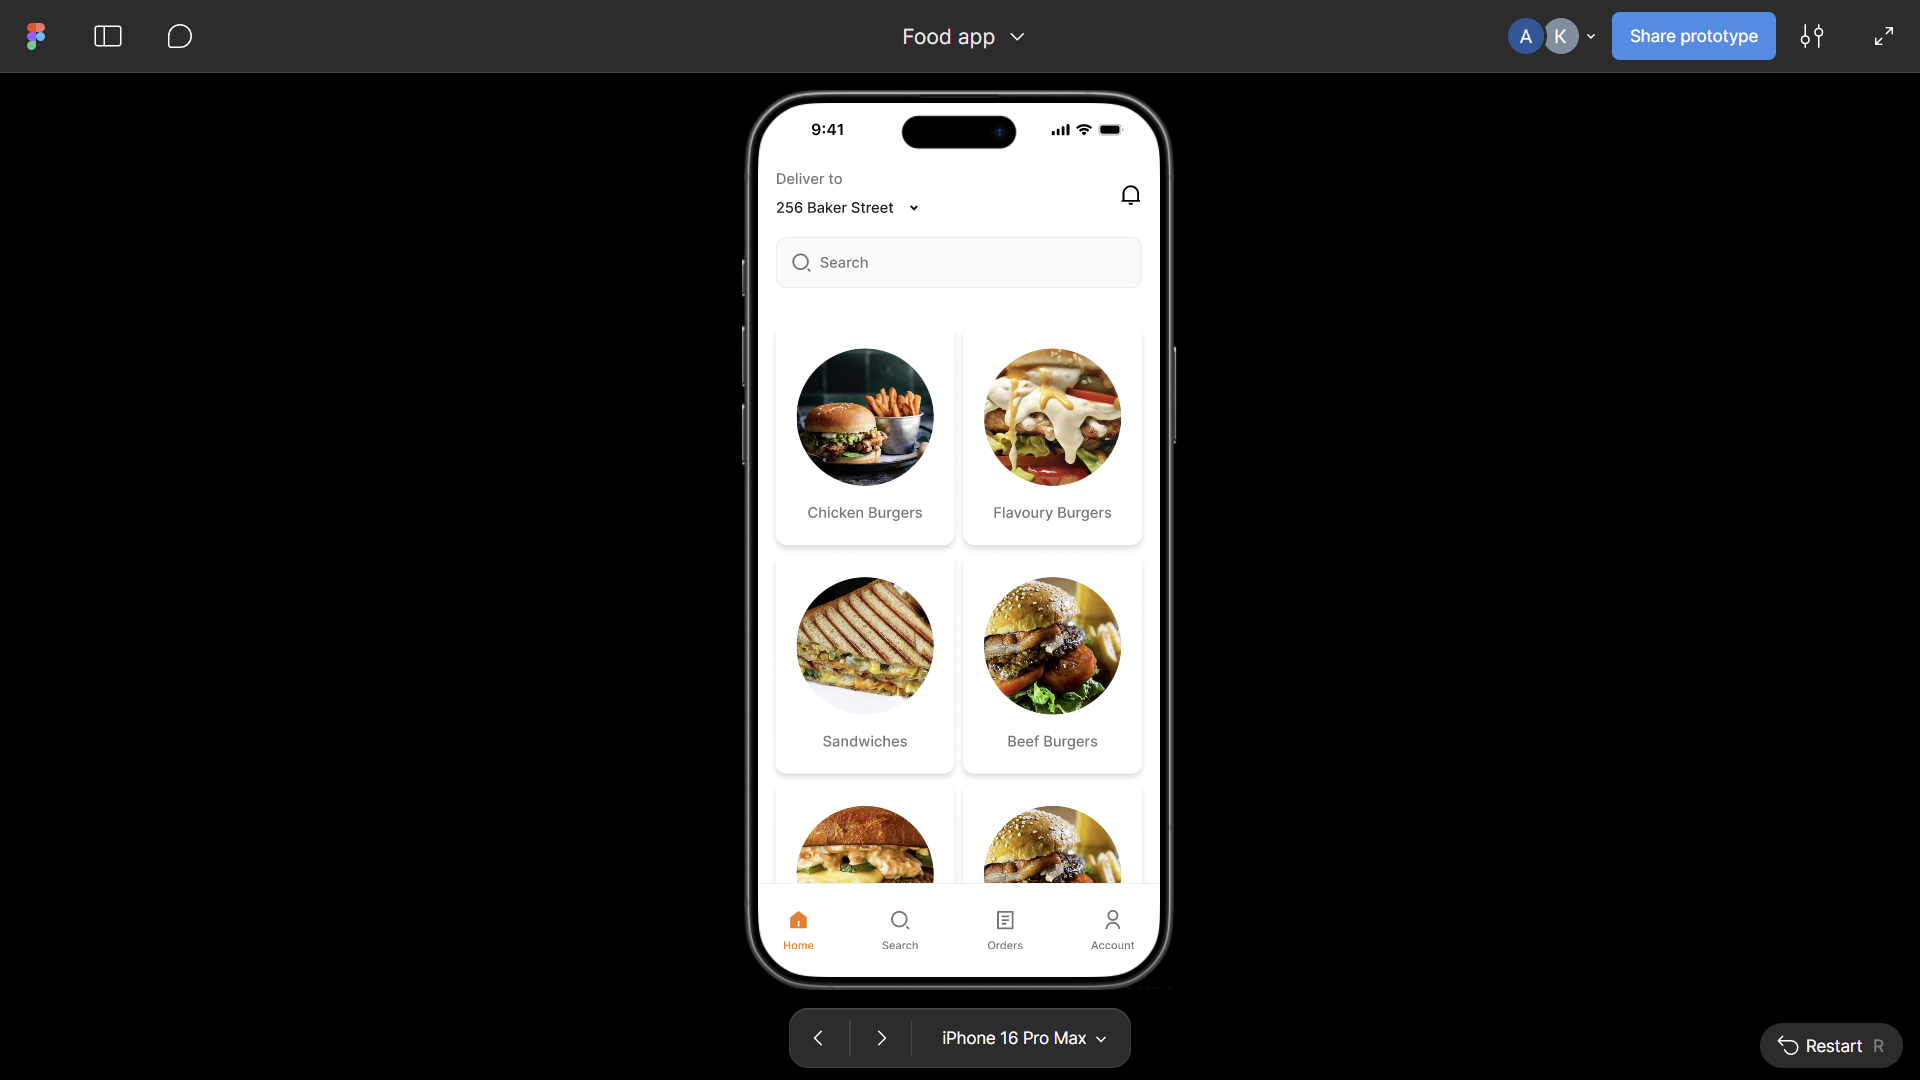 Food app
A
K
Share prototype
9:41
Deliver to
256 Baker Street
Search
Chicken Burgers
Flavoury Burgers
Sandwiches
Beef Burgers
Home
Search
Orders
Account
iPhone 16 Pro Max
Restart R